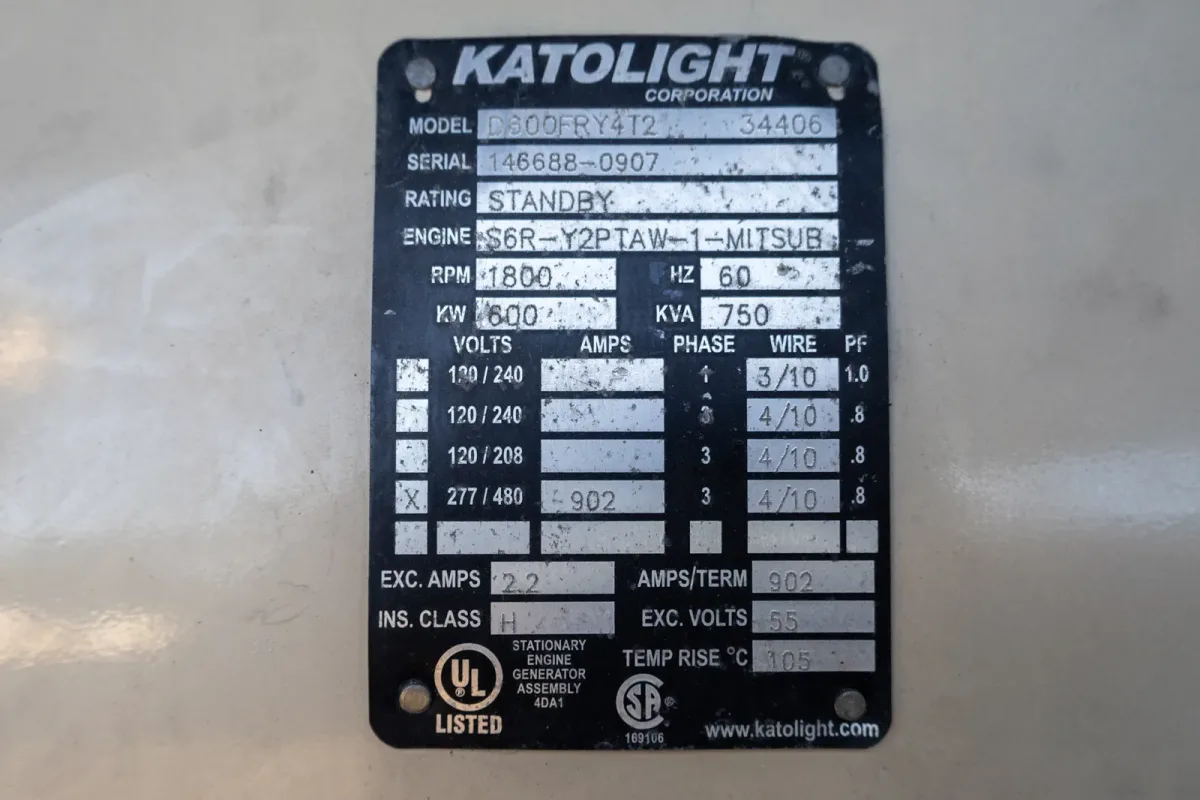 KATOLIGHT
CORPORATION
MODEL D600FRY4T2 34406
SERIAL 146688-0907
RATING STANDBY
ENGINE S6R-Y2PTAW-1-MITSUB
RPM 1800 HZ 60
KW 600 KVA 750
VOLTS AMPS PHASE WIRE PF
120 / 240 1 3/10 1.0
120 / 240 3 4/10 .8
120 / 208 3 4/10 .8
X 277 / 480 902 3 4/10 .8
EXC. AMPS 2.2 AMPS/TERM 902
INS. CLASS H EXC. VOLTS 55
TEMP RISE °C 105
UL ®
LISTED
STATIONARY
ENGINE
GENERATOR
ASSEMBLY
4DA1
SA ®
169106
www.katolight.com